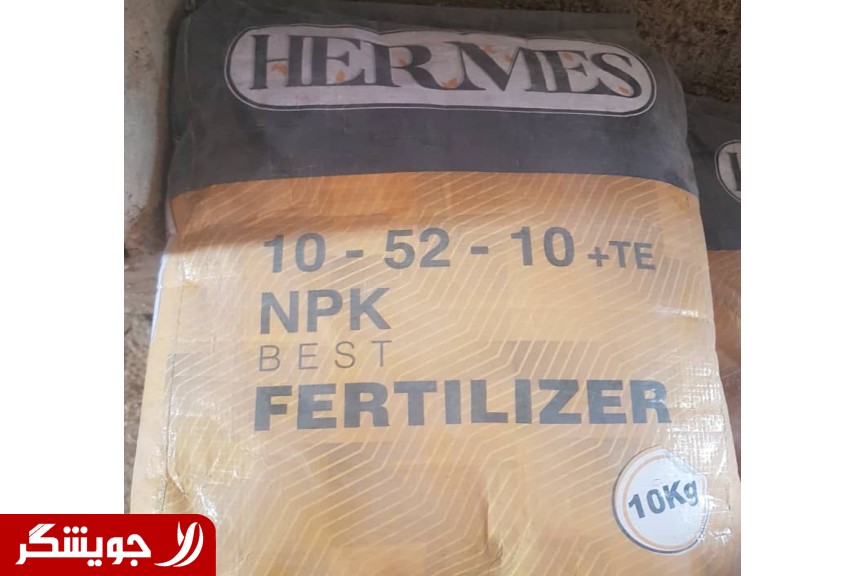 HERMES
10 - 52 - 10 +TE
NPK
BEST
FERTILIZER
10Kg
جویشگر